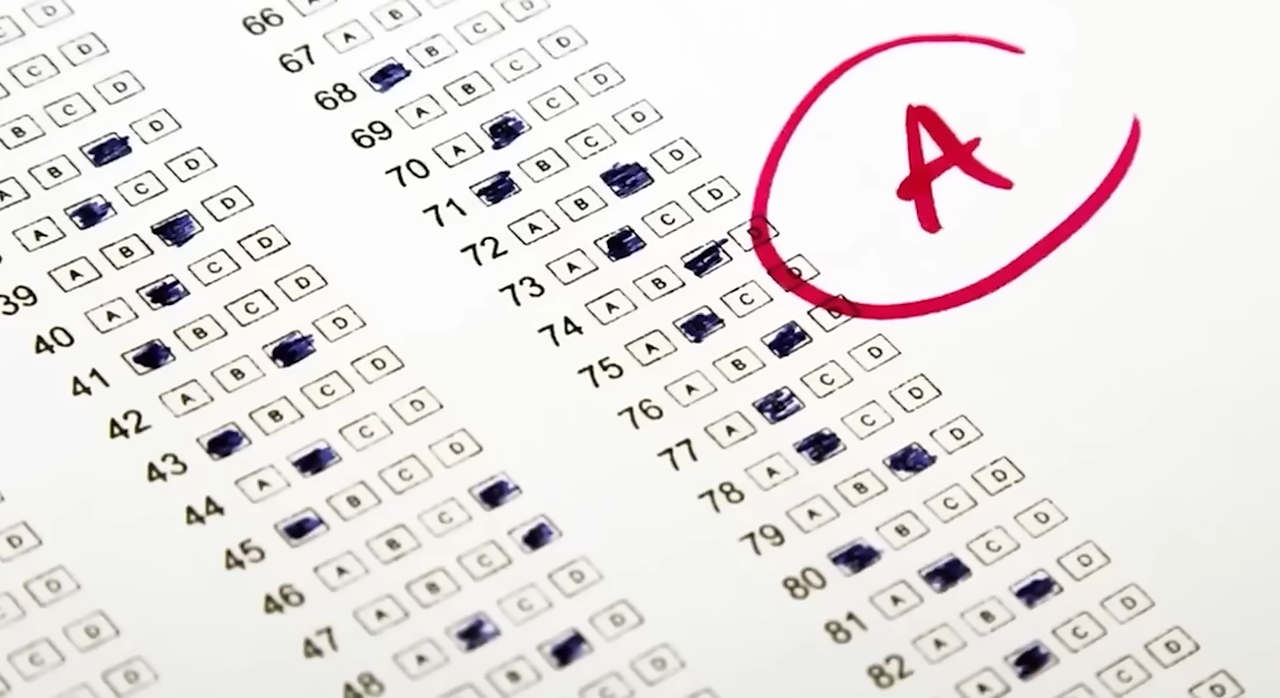 C D
C D
B C D
A B D
A C D
39 A B D
40 A C D
41 B C D
42 A B D
43 B C D
44 A C D
45 B C D
46 A B C
47 A B C
48 A C D
B D
C D
66
67 A B
68 B C D
69 A B C D
70 A C D
71 B C D
72 A B D
73 A C D
74 A B D
75 A C D
76 A B D
77 A C D
78 A C D
79 A B D
80 B C D
81 A C D
82 A B D
A C D
C D
D
D
D
C D
D
A